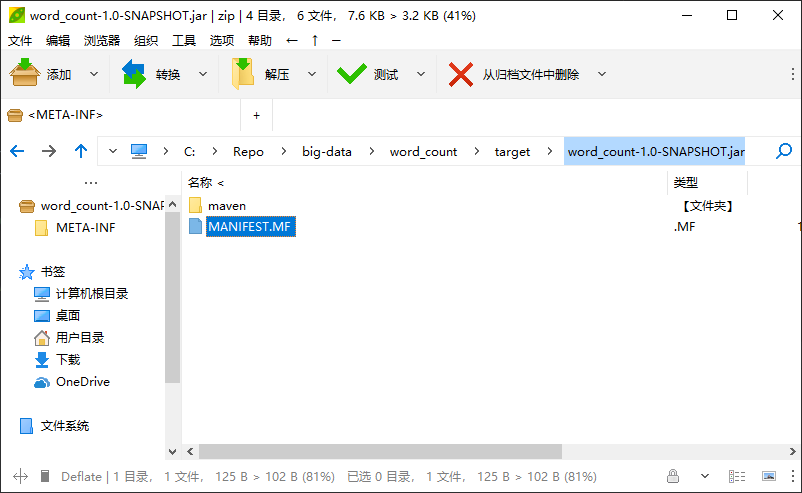 word_count-1.0-SNAPSHOT.jar | zip | 4 目录， 6 文件， 7.6 KB > 3.2 KB (41%)
文件 编辑 浏览器 组织 工具 选项 帮助 ← ↑ −
添加 转换 解压 测试 从归档文件中删除
<META-INF> +
C: > Repo > big-data > word_count > target > word_count-1.0-SNAPSHOT.jar
... 名称 < 类型
word_count-1.0-SNAP maven 【文件夹】
META-INF MANIFEST.MF .MF
书签
计算机根目录
桌面
用户目录
下载
OneDrive
文件系统
Deflate | 1 目录， 1 文件， 125 B > 102 B (81%) 已选 0 目录， 1 文件， 125 B > 102 B (81%)